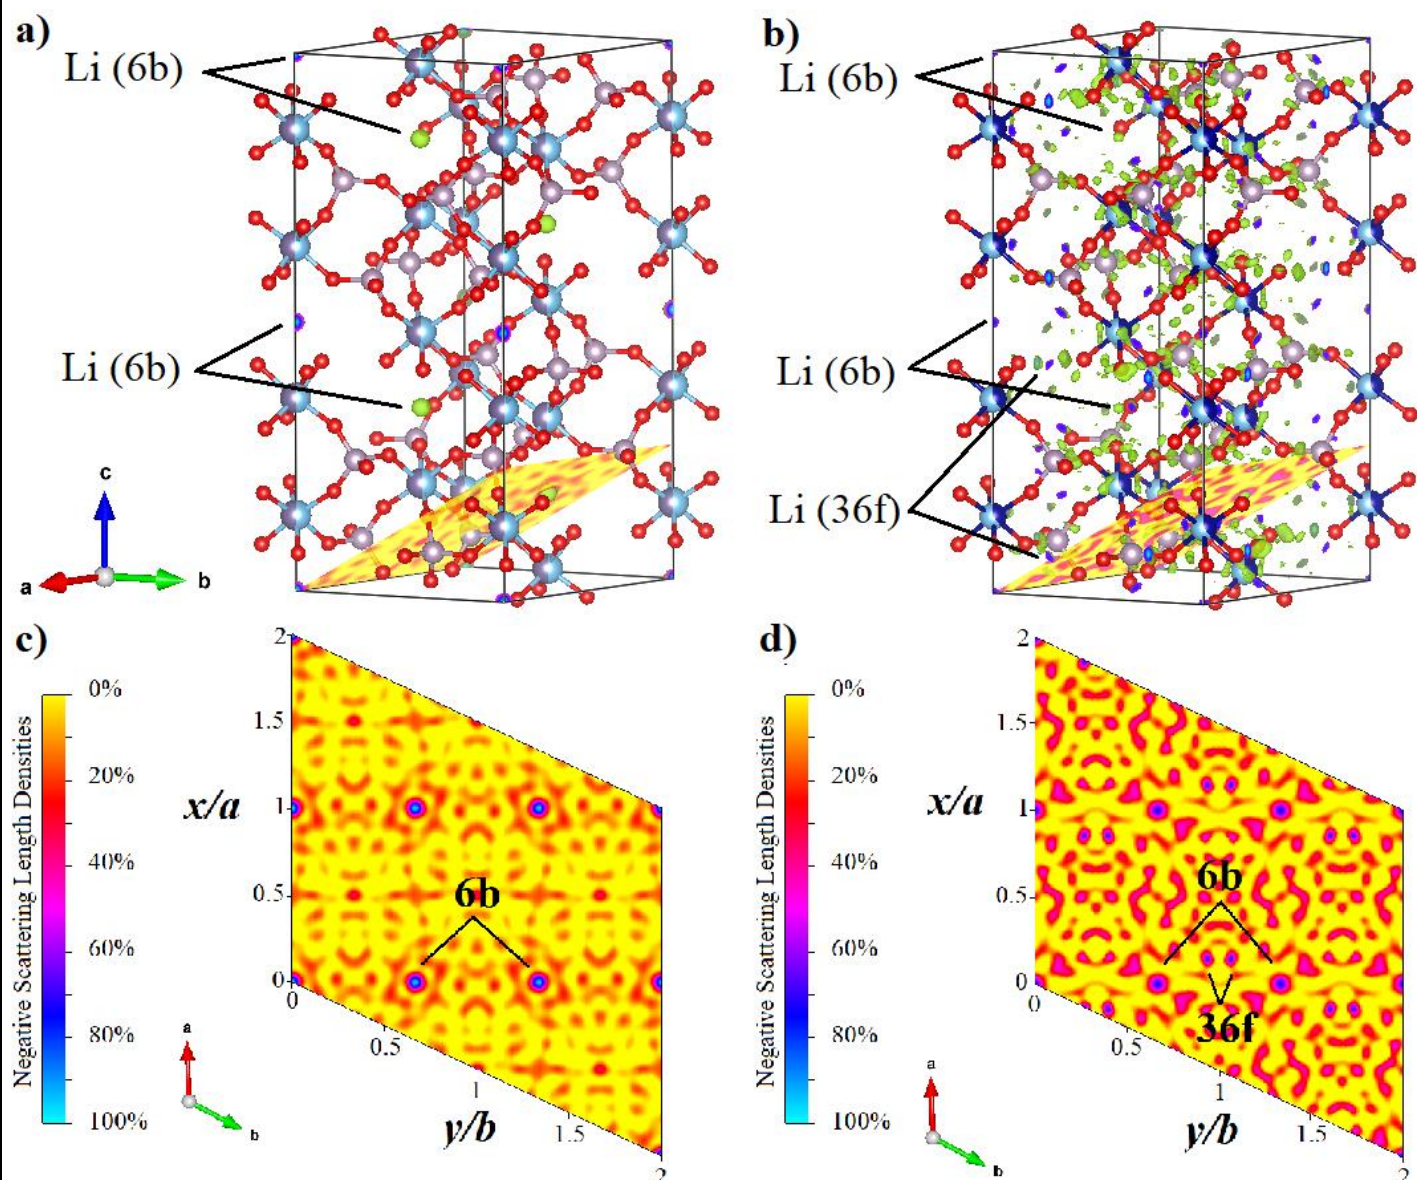 a)
Li (6b)
Li (6b)
c
a
b
b)
Li (6b)
Li (6b)
Li (36f)
c)
Negative Scattering Length Densities
0%
20%
40%
60%
80%
100%
x/a
2
1.5
1
0.5
0
0
0.5
1
1.5
2
y/b
6b
a
b
d)
Negative Scattering Length Densities
0%
20%
40%
60%
80%
100%
x/a
2
1.5
1
0.5
0
0
0.5
1
1.5
2
y/b
6b
36f
a
b